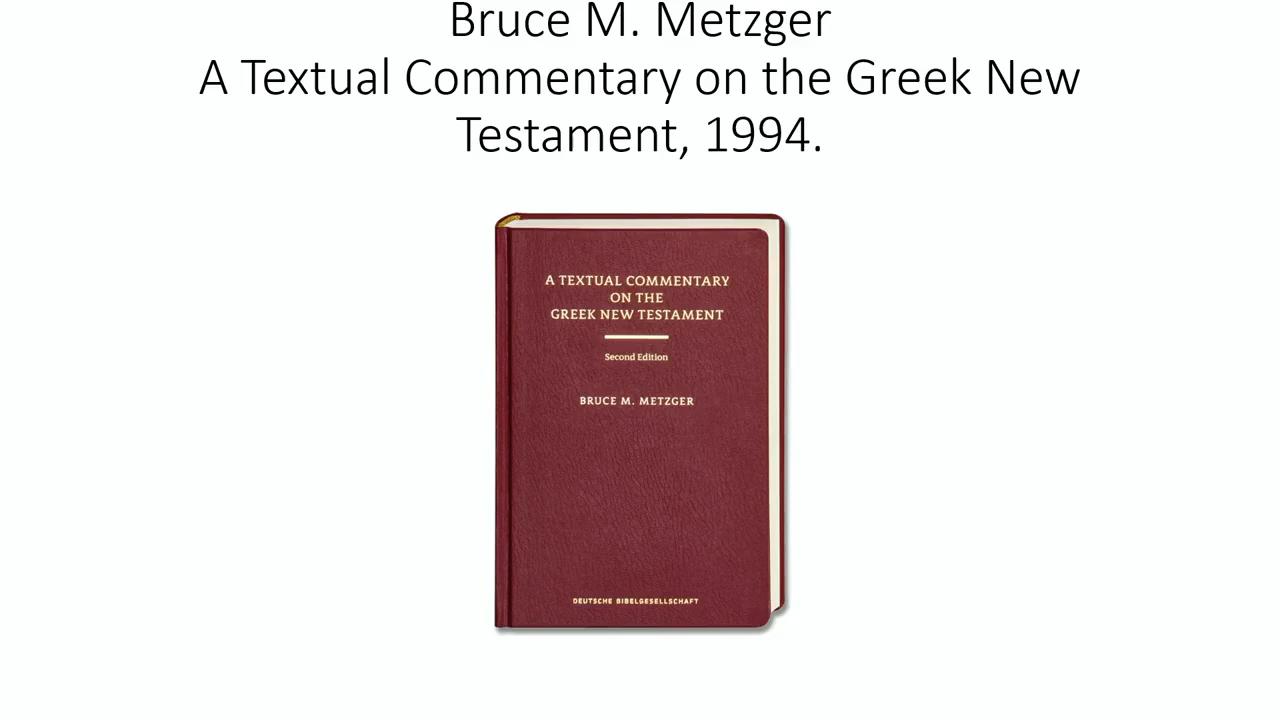 Bruce M. Metzger
A Textual Commentary on the Greek New
Testament, 1994.
A TEXTUAL COMMENTARY
ON THE
GREEK NEW TESTAMENT
Second Edition
BRUCE M. METZGER
DEUTSCHE BIBELGESELLSCHAFT